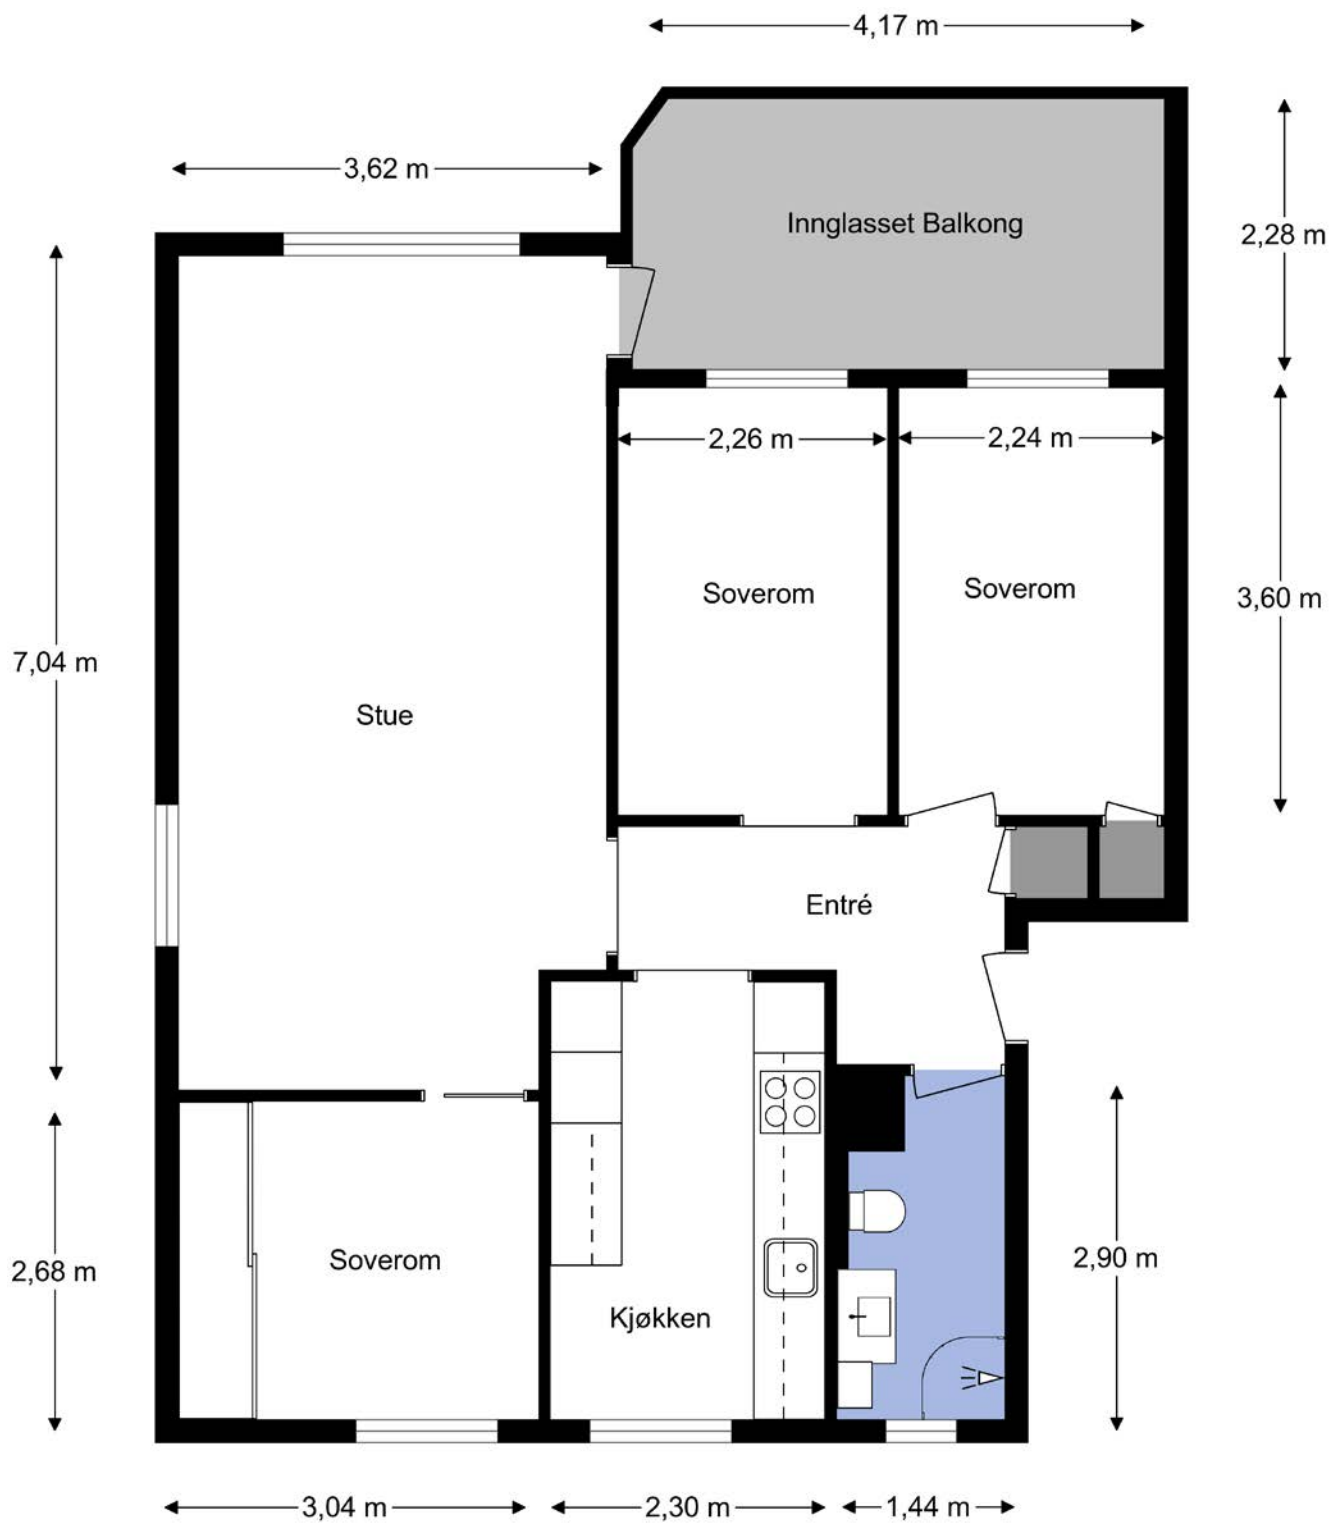 4,17 m
3,62 m
Innglasset Balkong
2,28 m
2,26 m
2,24 m
Soverom
Soverom
3,60 m
7,04 m
Stue
Entré
Soverom
2,68 m
Kjøkken
2,90 m
3,04 m
2,30 m
1,44 m